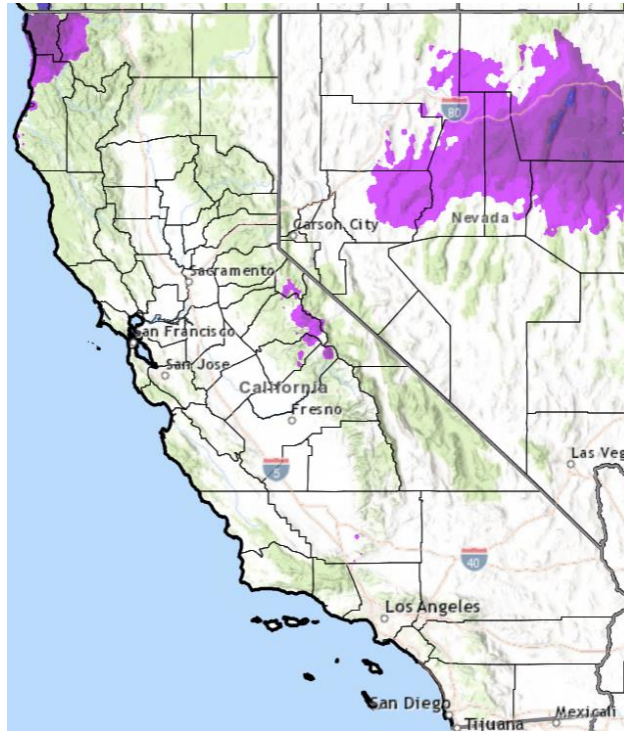 80
Nevada
Carson City
Sacramento
San Francisco
San Jose
California
Fresno
5
Las Veg
40
Los Angeles
San Diego
Tijuana
Mexicali